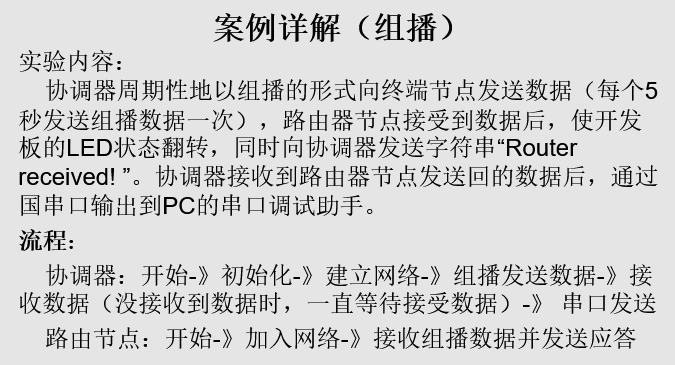 案例详解（组播）
实验内容：
协调器周期性地以组播的形式向终端节点发送数据（每个5
秒发送组播数据一次），路由器节点接受到数据后，使开发
板的LED状态翻转，同时向协调器发送字符串“Router
received! ”。协调器接收到路由器节点发送回的数据后，通过
国串口输出到PC的串口调试助手。
流程：
协调器：开始-》初始化-》建立网络-》组播发送数据-》接
收数据（没接收到数据时，一直等待接受数据）-》 串口发送
路由节点：开始-》加入网络-》接收组播数据并发送应答